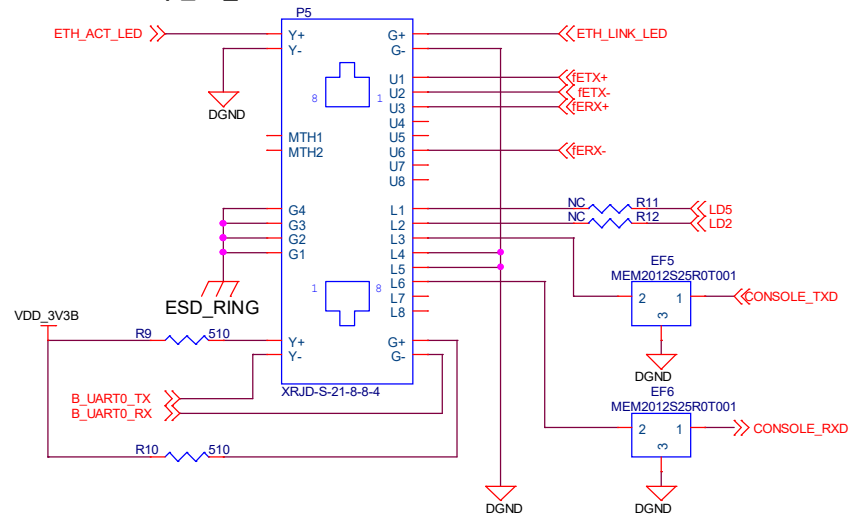 P5
ETH_ACT_LED
Y+
G+
ETH_LINK_LED
Y-
G-
U1
fETX+
8
1
U2
fETX-
DGND
U3
fERX+
U4
MTH1
U5
MTH2
U6
fERX-
U7
U8
G4
L1
NC
R11
LD5
G3
L2
NC
R12
LD2
G2
L3
G1
L4
L5
EF5
1
8
L6
MEM2012S25R0T001
ESD_RING
L7
2
1
CONSOLE_TXD
VDD_3V3B
L8
3
R9
510
Y+
G+
Y-
G-
DGND
XRJD-S-21-8-8-4
EF6
B_UART0_TX
MEM2012S25R0T001
B_UART0_RX
2
1
CONSOLE_RXD
R10
510
3
DGND
DGND